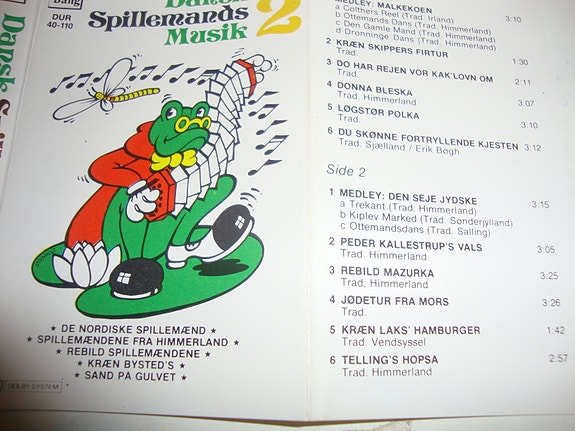 Bang
DUR
40-110
Dansk
Spillemands
Musik
2
Dansk
★ DE NORDISKE SPILLEMÆND ★
★ SPILLEMÆNDENE FRA HIMMERLAND ★
★ REBILD SPILLEMÆNDENE ★
★ KRÆN BYSTED'S ★
★ SAND PÅ GULVET ★
DOLBY SYSTEM
MEDLEY: MALKEKOEN 3:10
a Colthers Reel (Trad. Irland)
b Ottemands Dans (Trad. Himmerland)
c Den Gamle Mand (Trad. Himmerland)
d Dronninge Dans (Trad. Himmerland)
2 KRÆN SKIPPERS FIRTUR 1:30
Trad.
3 DO HAR REJEN VOR KAK'LOVN OM 2:11
Trad.
4 DONNA BLESKA 3:07
Trad. Himmerland
5 LØGSTØR POLKA 3:10
Trad.
6 DU SKØNNE FORTRYLLENDE KJESTEN 3:12
Trad. Sjælland / Erik Bøgh
Side 2
1 MEDLEY: DEN SEJE JYDSKE 3:15
a Trekant (Trad. Himmerland)
b Kiplev Marked (Trad. Sønderjylland)
c Ottemandsdans (Trad. Salling)
2 PEDER KALLESTRUP'S VALS 3:05
Trad. Himmerland
3 REBILD MAZURKA 3:25
Trad. Himmerland
4 JØDETUR FRA MORS 3:26
Trad. Himmerland
5 KRÆN LAKS' HAMBURGER 1:42
Trad. Vendsyssel
6 TELLING'S HOPSA 2:57
Trad. Himmerland